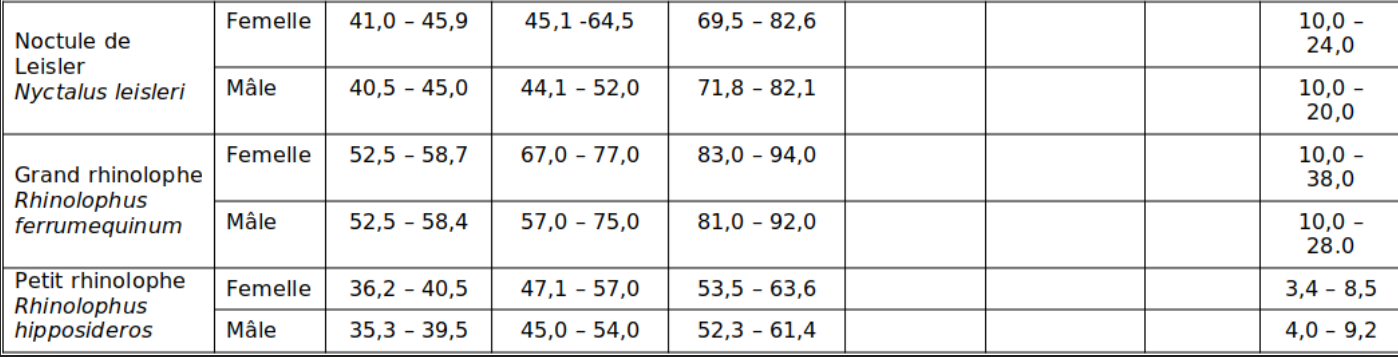 Noctule de
Leisler
Nyctalus leisleri
Femelle 41,0 – 45,9 45,1 -64,5 69,5 – 82,6 10,0 –
24,0
Mâle 40,5 – 45,0 44,1 – 52,0 71,8 – 82,1 10,0 –
20,0
Grand rhinolophe
Rhinolophus
ferrumequinum
Femelle 52,5 – 58,7 67,0 – 77,0 83,0 – 94,0 10,0 –
38,0
Mâle 52,5 – 58,4 57,0 – 75,0 81,0 – 92,0 10,0 –
28.0
Petit rhinolophe
Rhinolophus
hipposideros
Femelle 36,2 – 40,5 47,1 – 57,0 53,5 – 63,6 3,4 – 8,5
Mâle 35,3 – 39,5 45,0 – 54,0 52,3 – 61,4 4,0 – 9,2